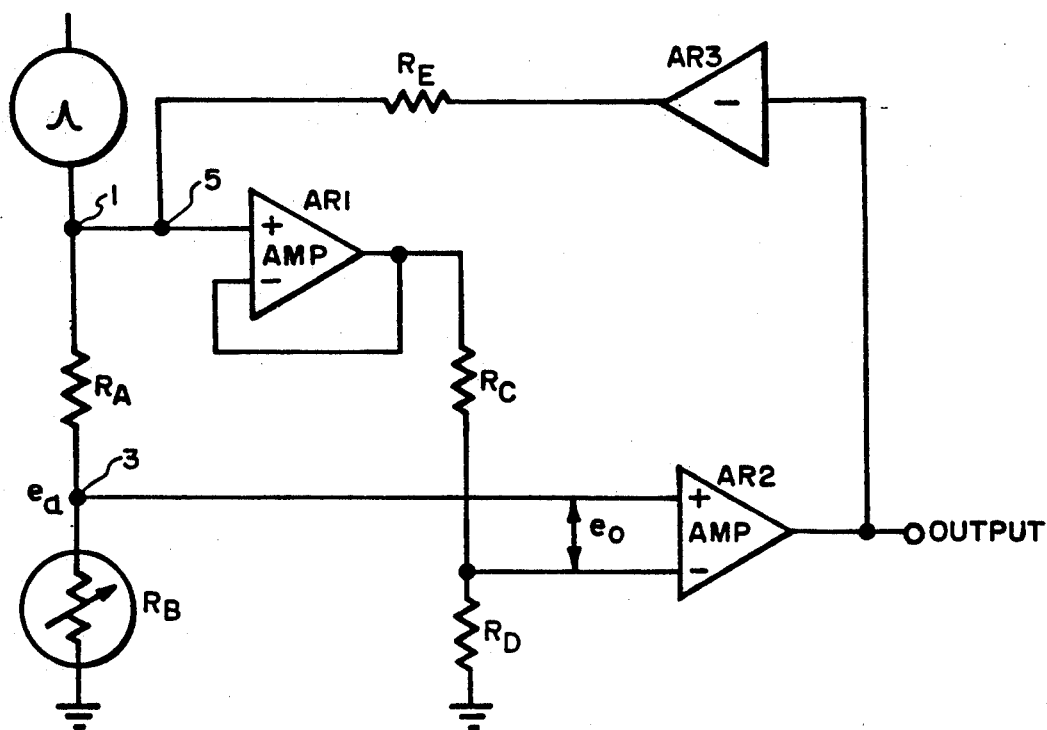 AR3
R_E
−
1
5
AR1
+
AMP
−
R_A
R_C
3
e_a
AR2
+
AMP
−
e_o
OUTPUT
R_B
R_D